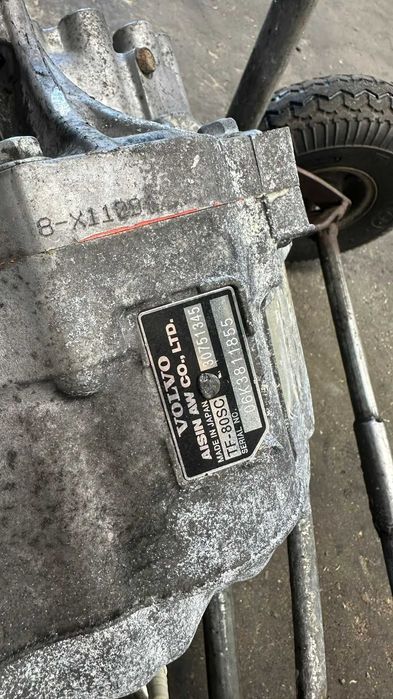 8-X1109
VOLVO
AISIN AW CO., LTD.
MADE IN JAPAN 30751345
TF-80SC
SERIAL NO. 06K3811855